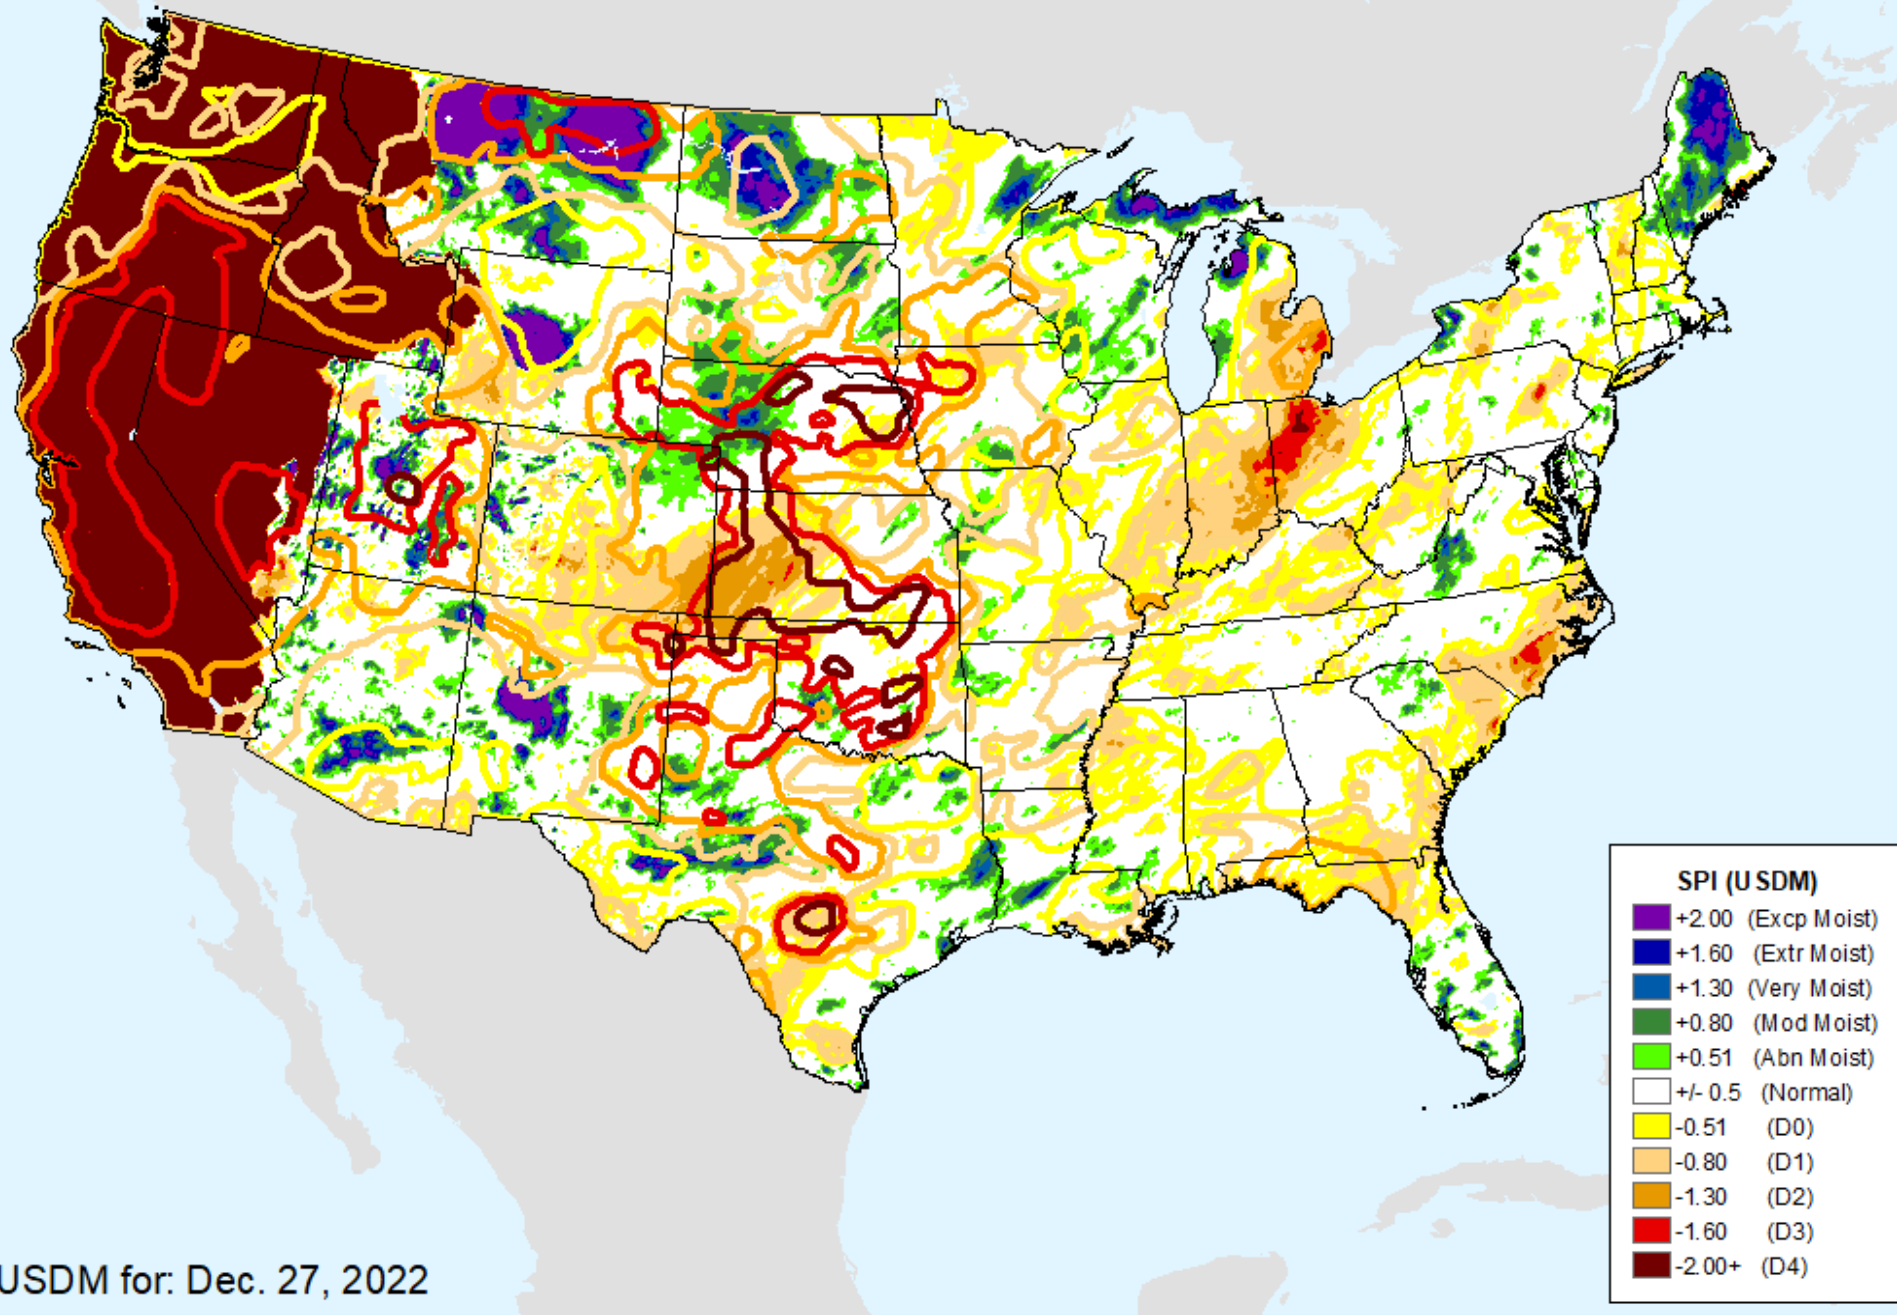 SPI (USDM)
+2.00 (Excp Moist)
+1.60 (Extr Moist)
+1.30 (Very Moist)
+0.80 (Mod Moist)
+0.51 (Abn Moist)
+/- 0.5 (Normal)
-0.51 (D0)
-0.80 (D1)
-1.30 (D2)
-1.60 (D3)
-2.00+ (D4)
USDM for: Dec. 27, 2022